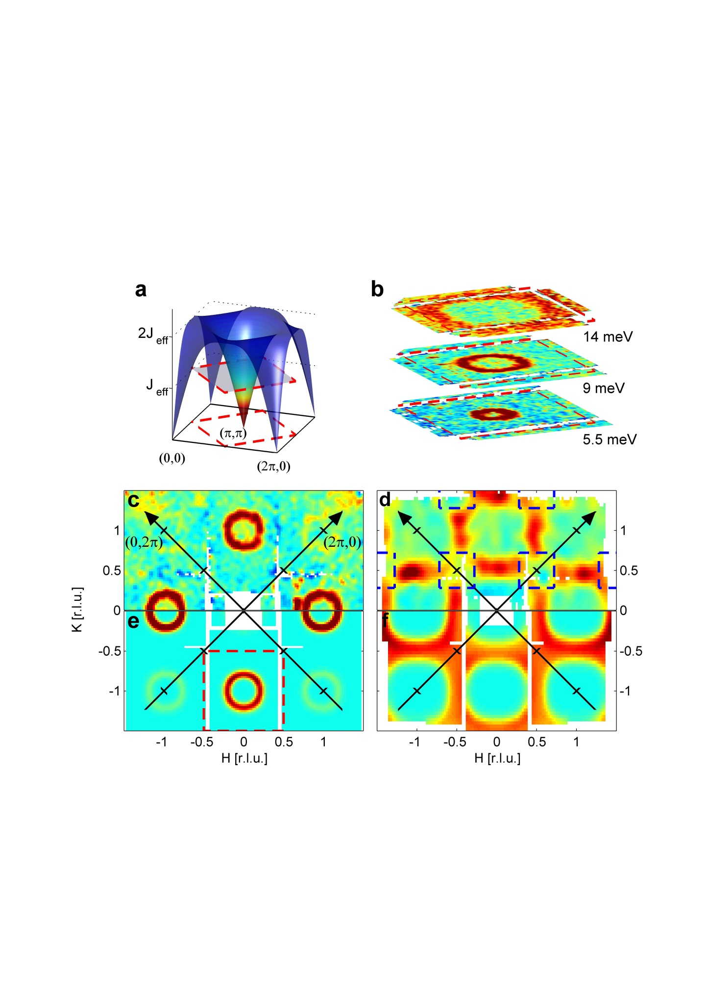 a
2J eff
J eff
(π,π)
(0,0)
(2π,0)
b
14 meV
9 meV
5.5 meV
c
(0,2π)
(2π,0)
1
0.5
0
d
1
0.5
0
K [r.l.u.]
e
-0.5
-1
-1 -0.5 0 0.5 1
H [r.l.u.]
f
-0.5
-1
-1 -0.5 0 0.5 1
H [r.l.u.]